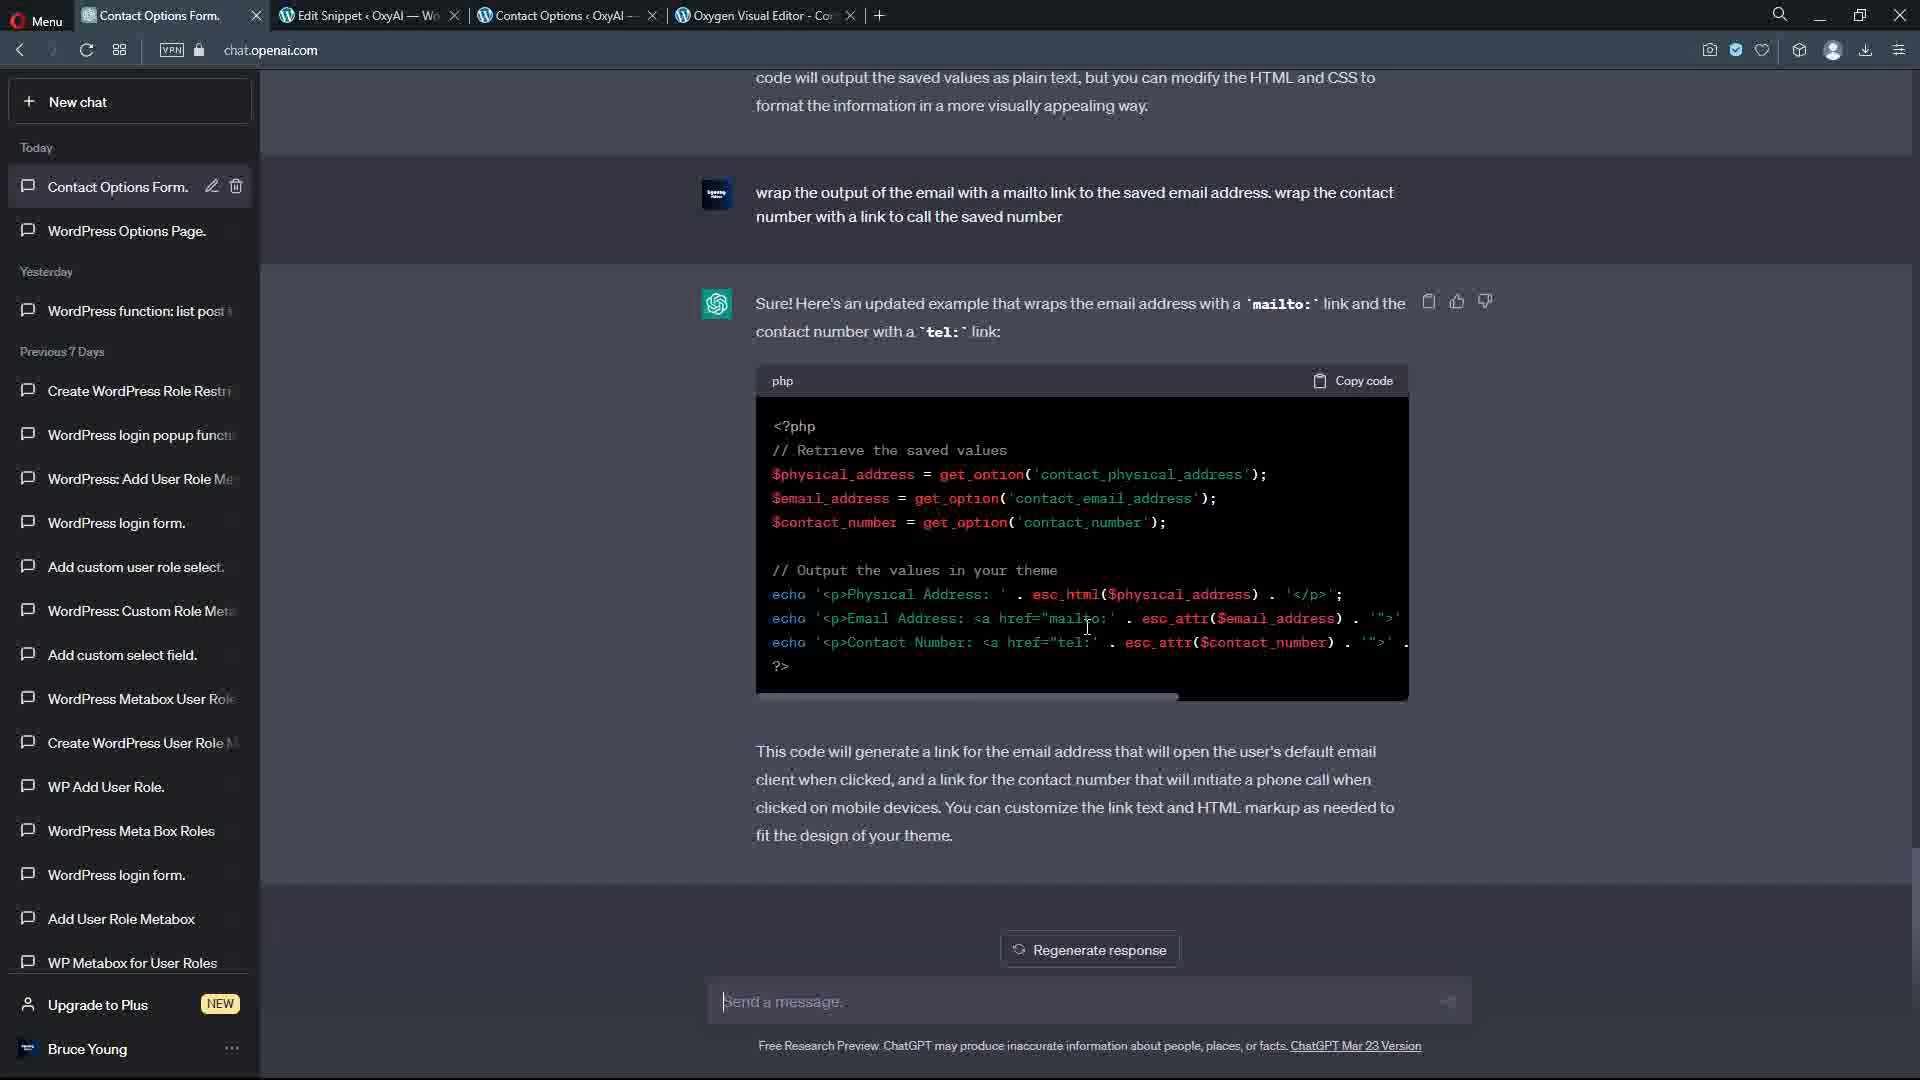 Menu
Contact Options Form.
Edit Snippet ‹ OxyAI — Wo
Contact Options ‹ OxyAI —
Oxygen Visual Editor - Co
VPN
chat.openai.com
New chat
Today
Contact Options Form.
WordPress Options Page.
Yesterday
WordPress function: list post
Previous 7 Days
Create WordPress Role Restri
WordPress login popup functi
WordPress: Add User Role Me
WordPress login form.
Add custom user role select.
WordPress: Custom Role Meta
Add custom select field.
WordPress Metabox User Role
Create WordPress User Role M
WP Add User Role.
WordPress Meta Box Roles
WordPress login form.
Add User Role Metabox
WP Metabox for User Roles
Upgrade to Plus
NEW
Bruce Young
code will output the saved values as plain text, but you can modify the HTML and CSS to
format the information in a more visually appealing way.
wrap the output of the email with a mailto link to the saved email address. wrap the contact
number with a link to call the saved number
Sure! Here's an updated example that wraps the email address with a `mailto:` link and the
contact number with a `tel:` link:
php
Copy code
<?php
// Retrieve the saved values
$physical_address = get_option('contact_physical_address');
$email_address = get_option('contact_email_address');
$contact_number = get_option('contact_number');
// Output the values in your theme
echo '<p>Physical Address: ' . esc_html($physical_address) . '</p>';
echo '<p>Email Address: <a href="mailto:' . esc_attr($email_address) . '">'
echo '<p>Contact Number: <a href="tel:' . esc_attr($contact_number) . '">' .
?>
This code will generate a link for the email address that will open the user's default email
client when clicked, and a link for the contact number that will initiate a phone call when
clicked on mobile devices. You can customize the link text and HTML markup as needed to
fit the design of your theme.
Regenerate response
Send a message.
Free Research Preview. ChatGPT may produce inaccurate information about people, places, or facts. ChatGPT Mar 23 Version